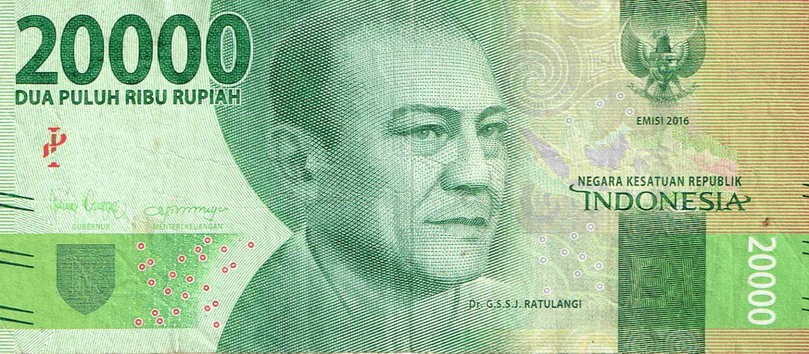 20000
DUA PULUH RIBU RUPIAH
EMISI 2016
NEGARA KESATUAN REPUBLIK
INDONESIA
GUBERNUR
MENTERI KEUANGAN
Dr. G.S.S.J. RATULANGI
20000